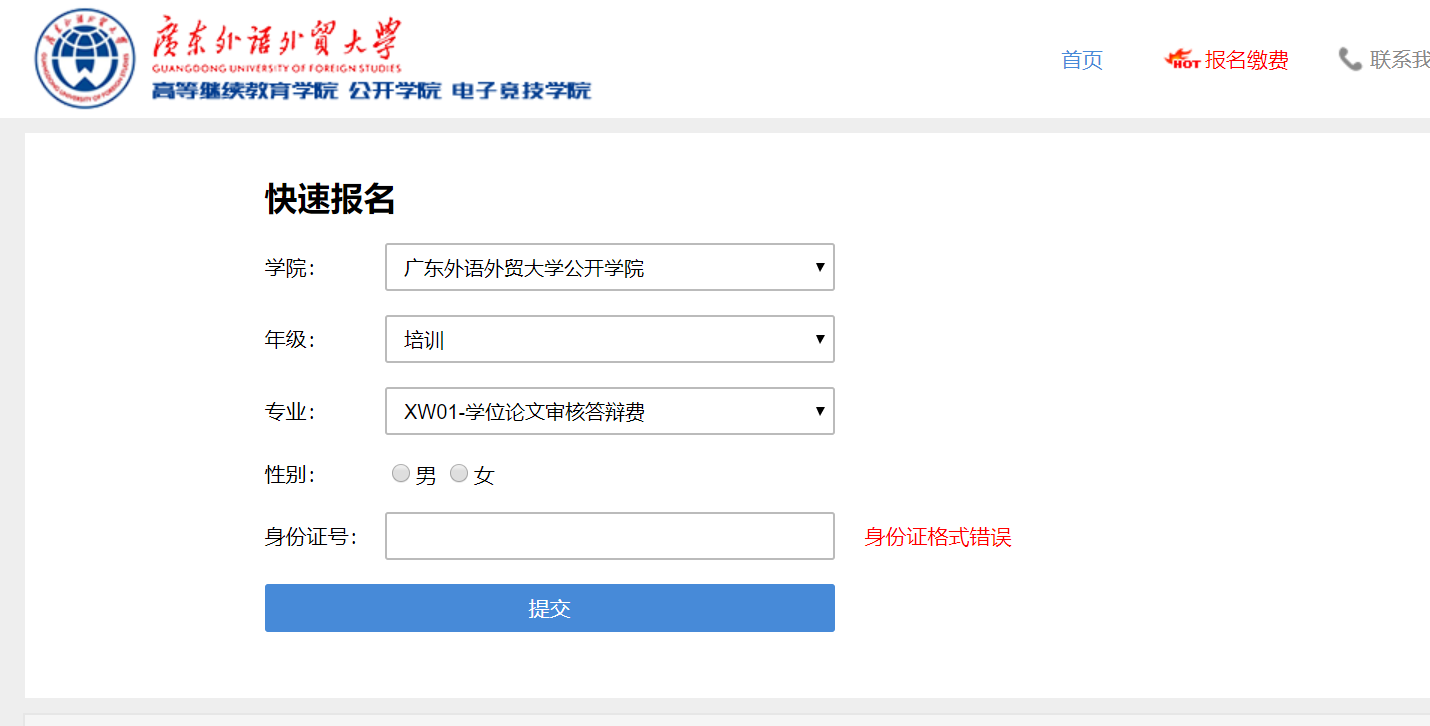 廣东外语外贸大学
GUANGDONG UNIVERSITY OF FOREIGN STUDIES
高等继续教育学院 公开学院 电子竞技学院
首页
HOT 报名缴费
联系我
快速报名
学院：
广东外语外贸大学公开学院
年级：
培训
专业：
XW01-学位论文审核答辩费
性别：
男 女
身份证号：
身份证格式错误
提交